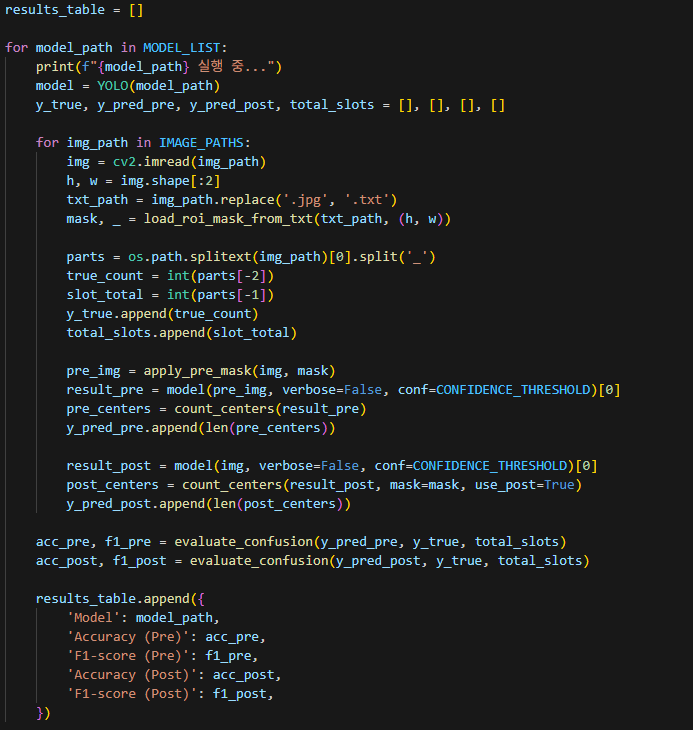 results_table = []

for model_path in MODEL_LIST:
    print(f"{model_path} 실행 중...")
    model = YOLO(model_path)
    y_true, y_pred_pre, y_pred_post, total_slots = [], [], [], []

    for img_path in IMAGE_PATHS:
        img = cv2.imread(img_path)
        h, w = img.shape[:2]
        txt_path = img_path.replace('.jpg', '.txt')
        mask, _ = load_roi_mask_from_txt(txt_path, (h, w))

        parts = os.path.splitext(img_path)[0].split('_')
        true_count = int(parts[-2])
        slot_total = int(parts[-1])
        y_true.append(true_count)
        total_slots.append(slot_total)

        pre_img = apply_pre_mask(img, mask)
        result_pre = model(pre_img, verbose=False, conf=CONFIDENCE_THRESHOLD)[0]
        pre_centers = count_centers(result_pre)
        y_pred_pre.append(len(pre_centers))

        result_post = model(img, verbose=False, conf=CONFIDENCE_THRESHOLD)[0]
        post_centers = count_centers(result_post, mask=mask, use_post=True)
        y_pred_post.append(len(post_centers))

    acc_pre, f1_pre = evaluate_confusion(y_pred_pre, y_true, total_slots)
    acc_post, f1_post = evaluate_confusion(y_pred_post, y_true, total_slots)

    results_table.append({
        'Model': model_path,
        'Accuracy (Pre)': acc_pre,
        'F1-score (Pre)': f1_pre,
        'Accuracy (Post)': acc_post,
        'F1-score (Post)': f1_post,
    })